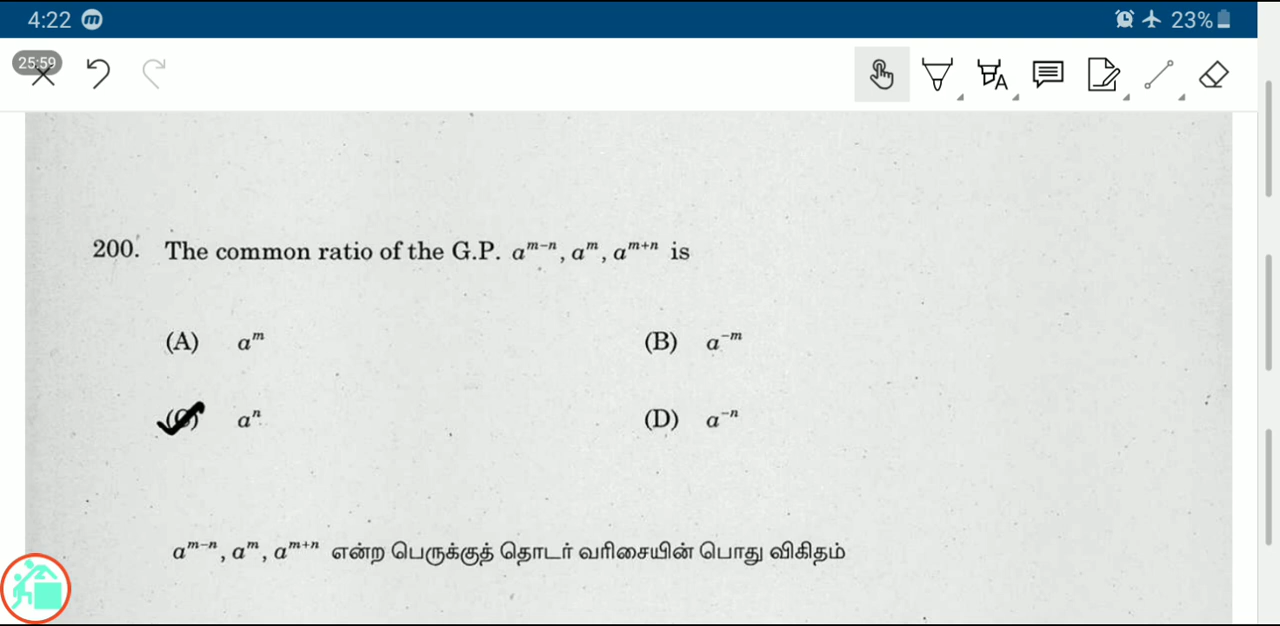 4:22 m 23%
25:59
200. The common ratio of the G.P. a^{m−n}, a^m, a^{m+n} is
(A) a^m (B) a^{−m}
(C) a^n (D) a^{−n}
a^{m−n}, a^m, a^{m+n} என்ற பெருக்குத் தொடர் வரிசையின் பொது விகிதம்